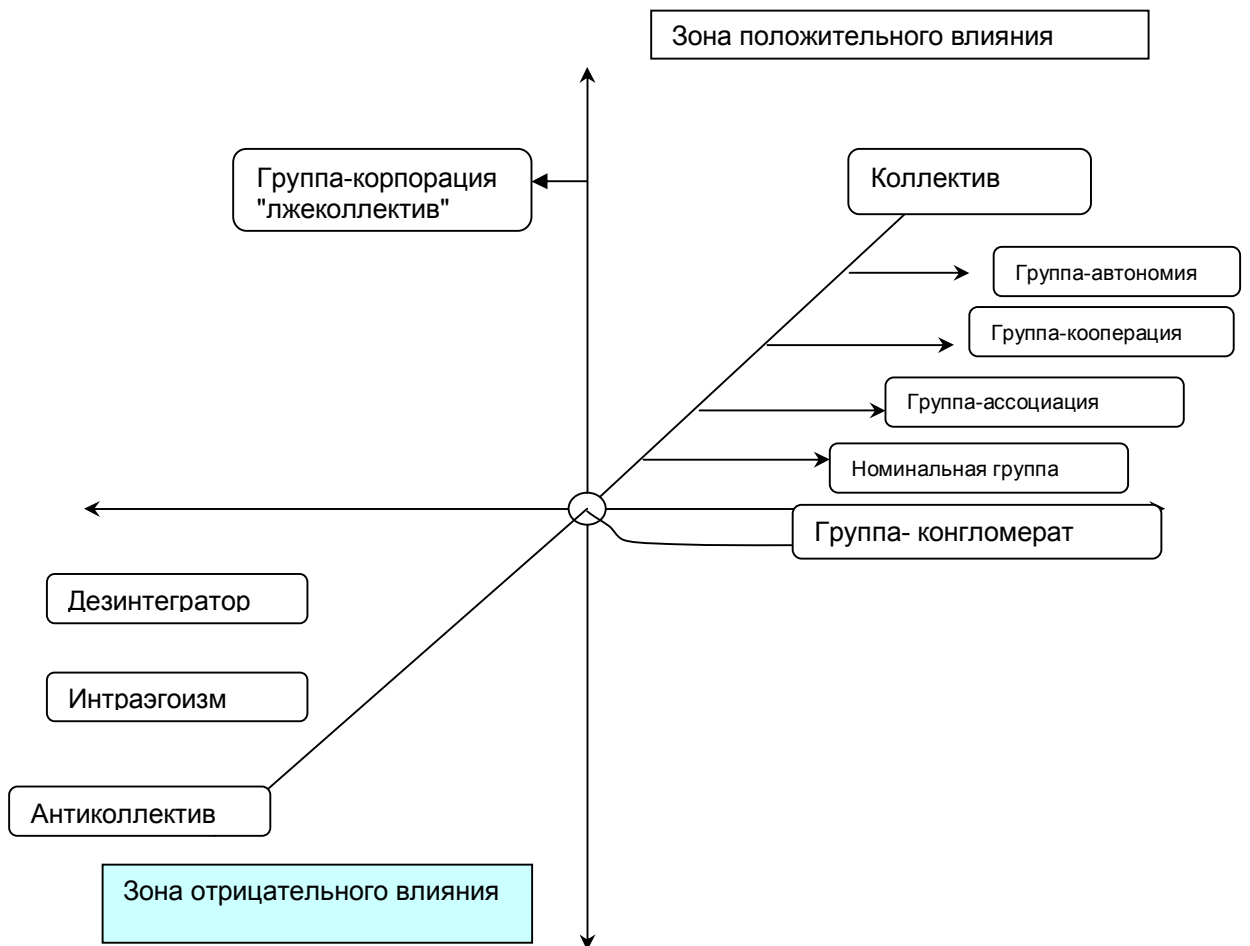 Зона положительного влияния
Группа-корпорация
"лжеколлектив"
Коллектив
Группа-автономия
Группа-кооперация
Группа-ассоциация
Номинальная группа
Группа- конгломерат
Дезинтегратор
Интраэгоизм
Антиколлектив
Зона отрицательного влияния